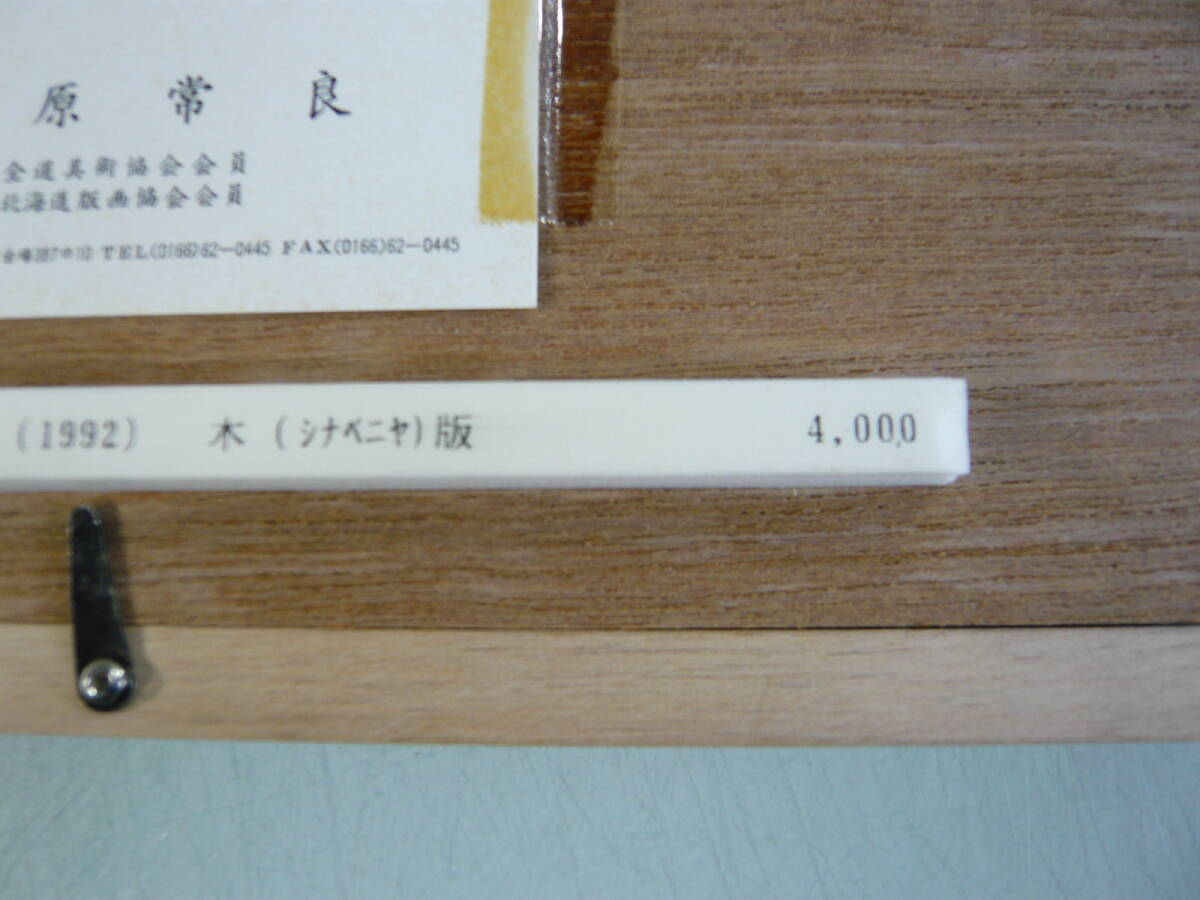 原 常 良
全道美術協会会員
北海道版画協会会員
TEL(0166)62-0445 FAX(0166)62-0445
(1992) 木 (シナベニヤ)版 4,000